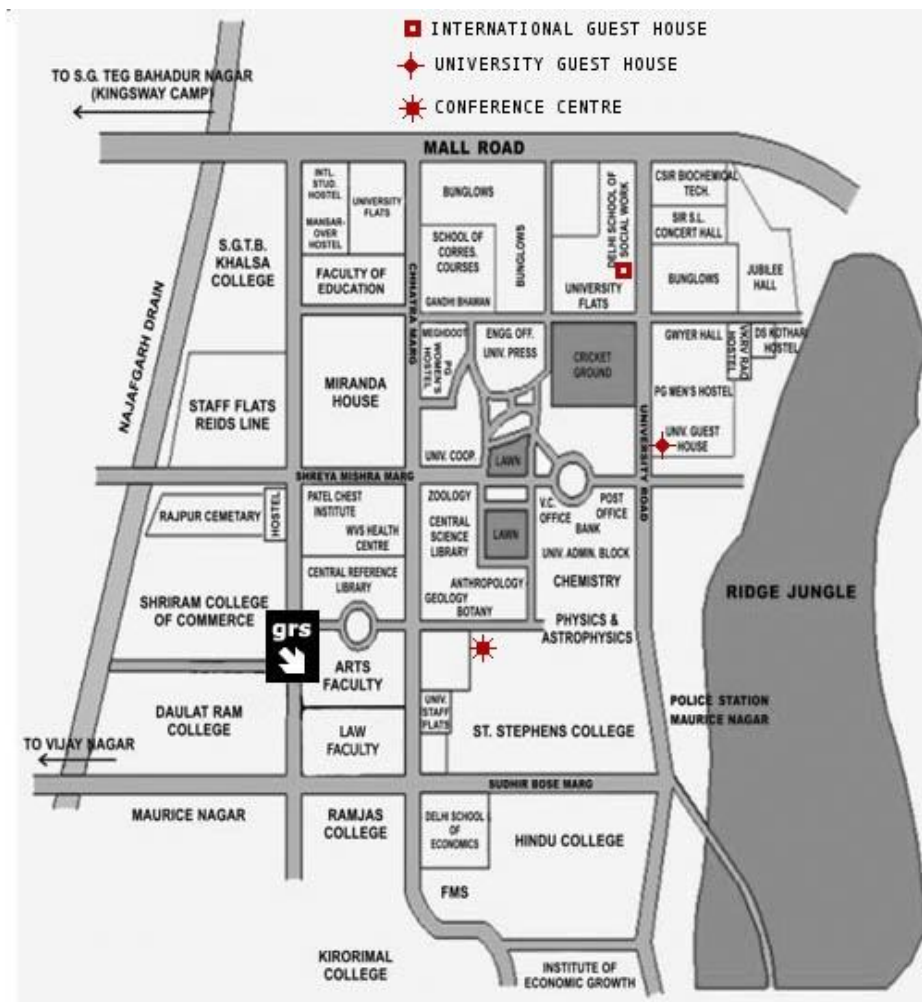 INTERNATIONAL GUEST HOUSE
UNIVERSITY GUEST HOUSE
CONFERENCE CENTRE
TO S.G. TEG BAHADUR NAGAR
(KINGSWAY CAMP)
MALL ROAD
INTL.
STUD.
HOSTEL
MANSAR-
OVER
HOSTEL
UNIVERSITY
FLATS
BUNGLOWS
DELHI SCHOOL OF
SOCIAL WORK
CSIR BIOCHEMICAL
TECH.
SIR S.L.
CONCERT HALL
S.G.T.B.
KHALSA
COLLEGE
SCHOOL OF
CORRES.
COURSES
GANDHI BHAWAN
BUNGLOWS
UNIVERSITY
FLATS
BUNGLOWS
JUBILEE
HALL
FACULTY OF
EDUCATION
CHHATRA MARG
NAJAFGARH DRAIN
MEGHDOOT
PG
WOMEN'S
HOSTEL
ENGG. OFF.
UNIV. PRESS
CRICKET
GROUND
GWYER HALL
VKRV RAO
HOSTEL
DS KOTHARI
HOSTEL
MIRANDA
HOUSE
STAFF FLATS
REIDS LINE
PG MEN'S HOSTEL
UNIV. GUEST
HOUSE
UNIVERSITY ROAD
UNIV. COOP.
LAWN
SHREYA MISHRA MARG
RAJPUR CEMETARY
HOSTEL
PATEL CHEST
INSTITUTE
WVS HEALTH
CENTRE
ZOOLOGY
CENTRAL
SCIENCE
LIBRARY
LAWN
V.C.
OFFICE
POST
OFFICE
BANK
UNIV. ADMIN. BLOCK
CENTRAL REFERENCE
LIBRARY
ANTHROPOLOGY
GEOLOGY
BOTANY
CHEMISTRY
RIDGE JUNGLE
SHRIRAM COLLEGE
OF COMMERCE
grs
PHYSICS &
ASTROPHYSICS
ARTS
FACULTY
DAULAT RAM
COLLEGE
UNIV.
STAFF
FLATS
ST. STEPHENS COLLEGE
POLICE STATION
MAURICE NAGAR
LAW
FACULTY
TO VIJAY NAGAR
SUDHIR BOSE MARG
MAURICE NAGAR
RAMJAS
COLLEGE
DELHI SCHOOL
OF
ECONOMICS
HINDU COLLEGE
FMS
KIRORIMAL
COLLEGE
INSTITUTE OF
ECONOMIC GROWTH